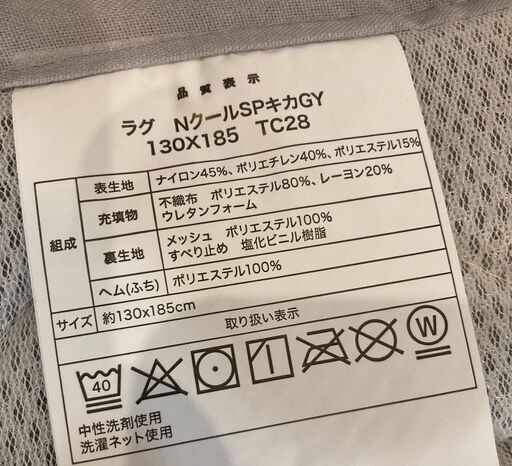 品質表示
ラグ NクールSPキカGY
130X185 TC28
組成
表生地 ナイロン45%、ポリエチレン40%、ポリエステル15%
充填物 不織布 ポリエステル80%、レーヨン20%
ウレタンフォーム
裏生地 メッシュ ポリエステル100%
すべり止め 塩化ビニル樹脂
ヘム(ふち) ポリエステル100%
サイズ 約130x185cm
取り扱い表示
40 W
中性洗剤使用
洗濯ネット使用